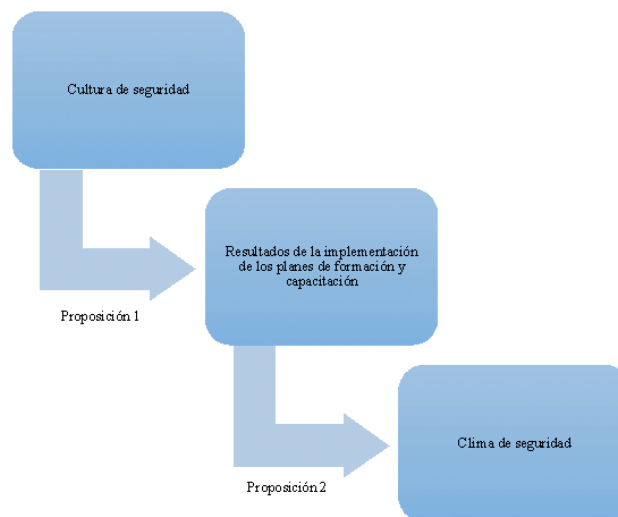 Cultura de seguridad
Resultados de la implementación
de los planes de formación y
capacitación
Proposición 1
Clima de seguridad
Proposición 2